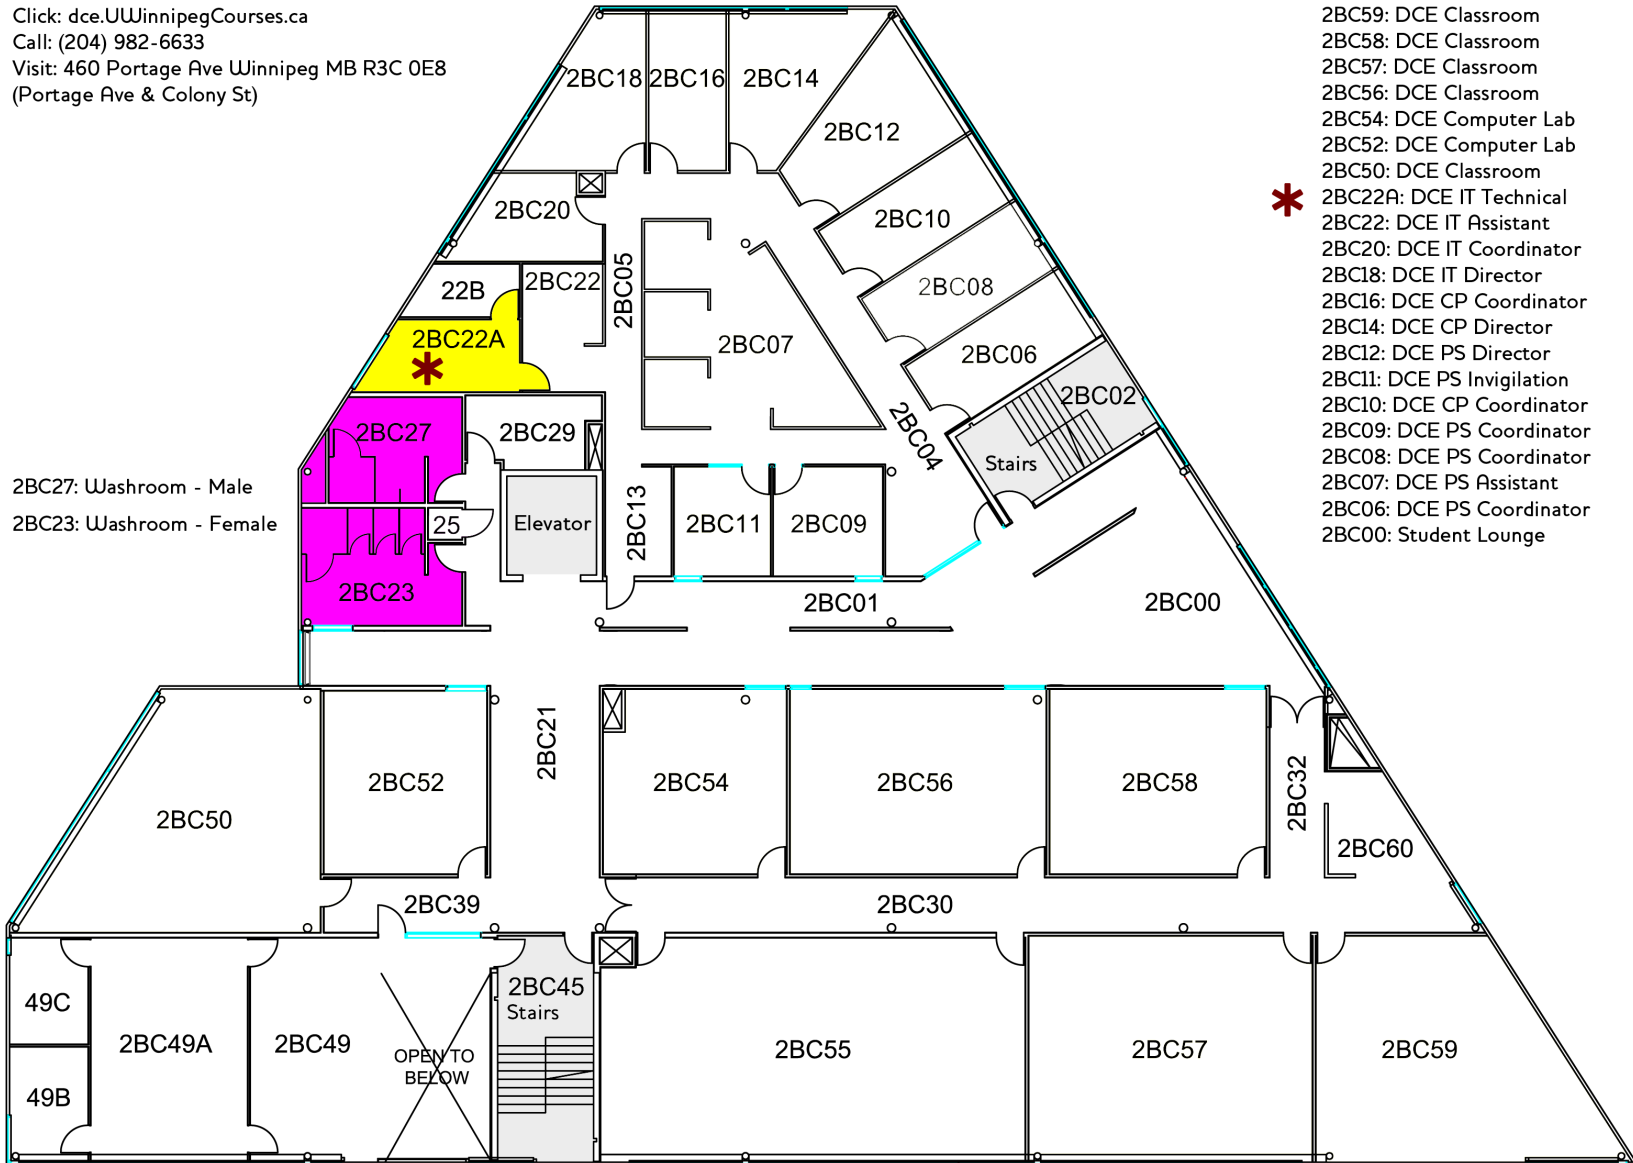 Click: dce.UWinnipegCourses.ca
Call: (204) 982-6633
Visit: 460 Portage Ave Winnipeg MB R3C 0E8
(Portage Ave & Colony St)
2BC59: DCE Classroom
2BC58: DCE Classroom
2BC57: DCE Classroom
2BC56: DCE Classroom
2BC54: DCE Computer Lab
2BC52: DCE Computer Lab
2BC50: DCE Classroom
* 2BC22A: DCE IT Technical
2BC22: DCE IT Assistant
2BC20: DCE IT Coordinator
2BC18: DCE IT Director
2BC16: DCE CP Coordinator
2BC14: DCE CP Director
2BC12: DCE PS Director
2BC11: DCE PS Invigilation
2BC10: DCE CP Coordinator
2BC09: DCE PS Coordinator
2BC08: DCE PS Coordinator
2BC07: DCE PS Assistant
2BC06: DCE PS Coordinator
2BC00: Student Lounge
2BC27: Washroom - Male
2BC23: Washroom - Female
2BC18
2BC16
2BC14
2BC12
2BC20
2BC10
2BC05
22B
2BC22
2BC08
2BC22A
*
2BC07
2BC06
2BC02
2BC27
2BC29
2BC04
Stairs
25
Elevator
2BC13
2BC11
2BC09
2BC23
2BC01
2BC00
2BC21
2BC52
2BC54
2BC56
2BC58
2BC32
2BC50
2BC60
2BC39
2BC30
2BC45
Stairs
49C
2BC49A
2BC49
OPEN TO
BELOW
2BC55
2BC57
2BC59
49B